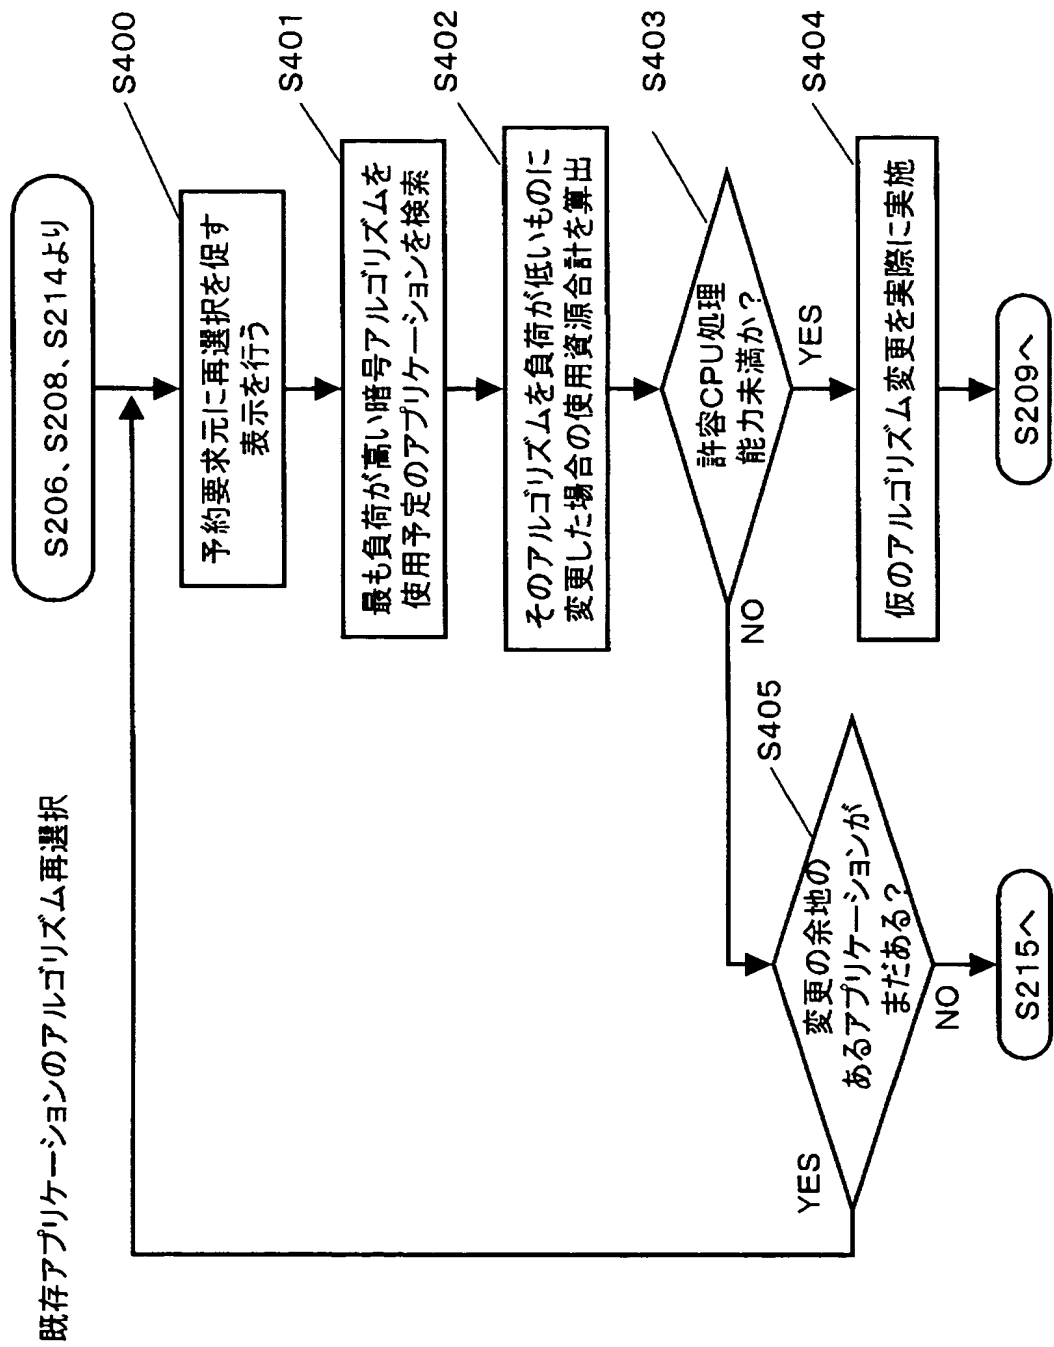 既存アプリケーションのアルゴリズム再選択
S206、S208、S214より
S400
予約要求元に再選択を促す
表示を行う
S401
最も負荷が高い暗号アルゴリズムを
使用予定のアプリケーションを検索
S402
そのアルゴリズムを負荷が低いものに
変更した場合の使用資源合計を算出
S403
許容CPU処理
能力未満か?
YES
NO
S404
仮のアルゴリズム変更を実際に実施
S209へ
S405
変更の余地の
あるアプリケーションが
まだある?
YES
NO
S215へ